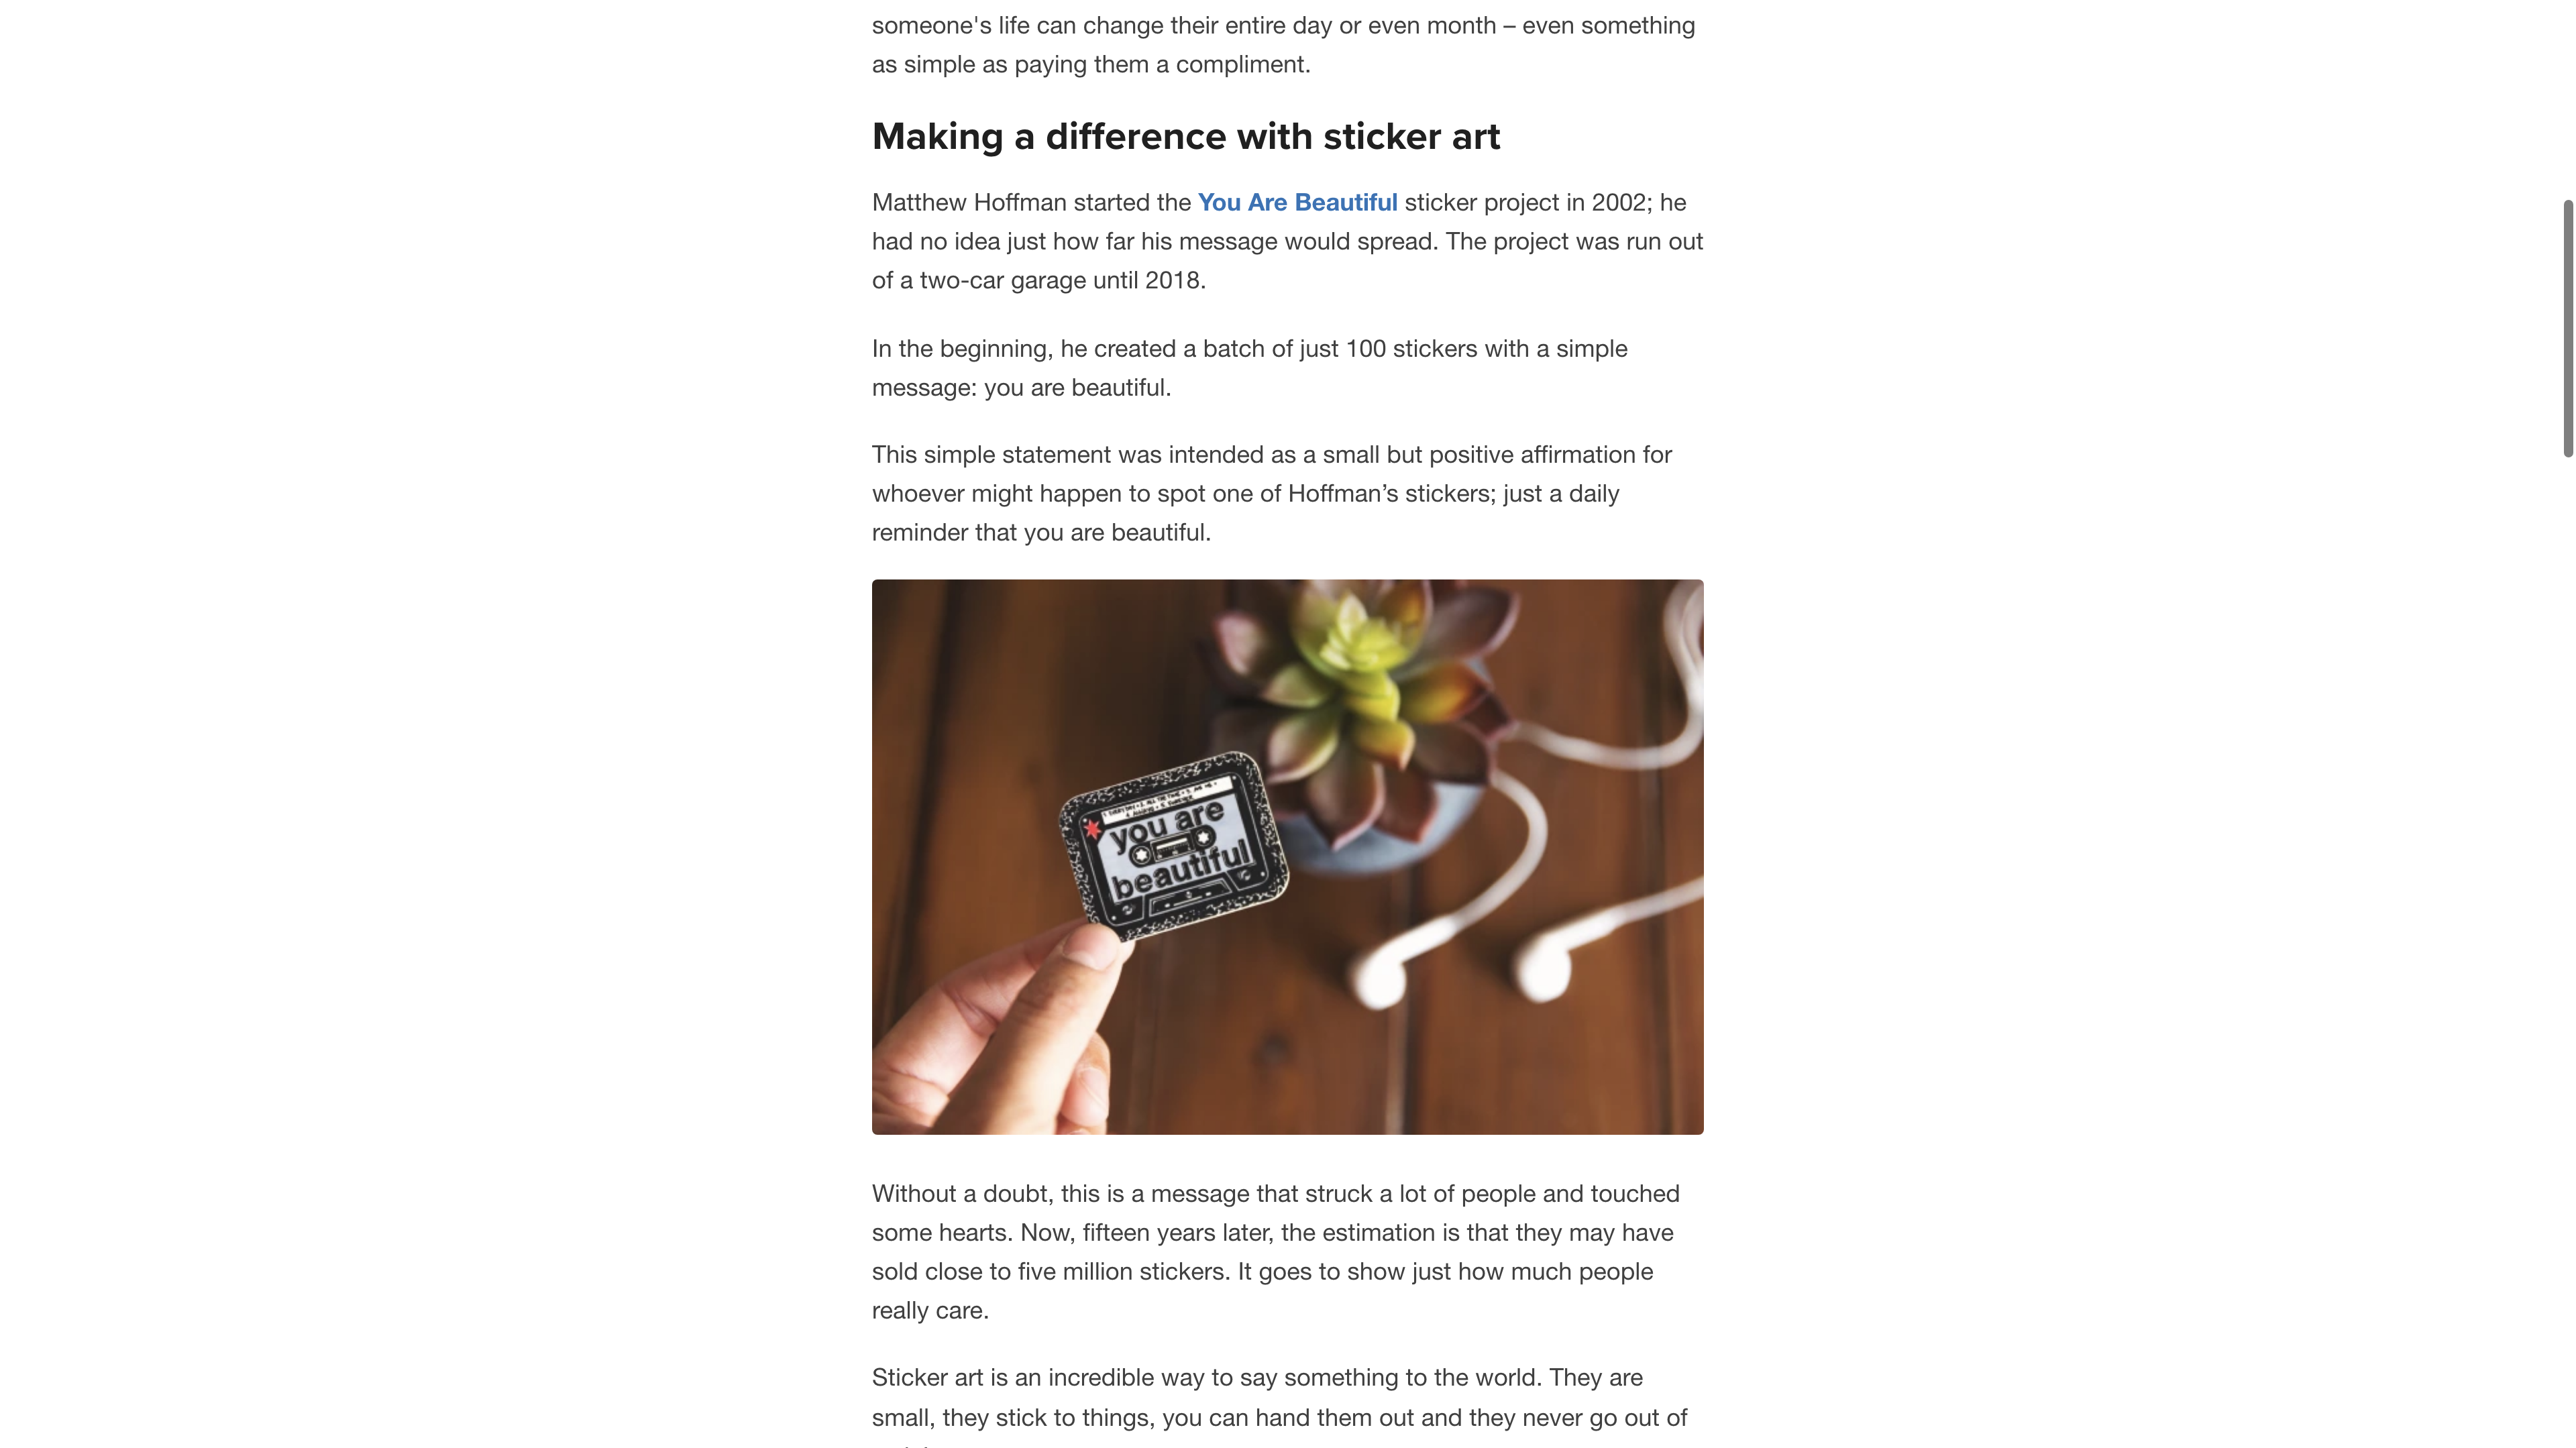 someone's life can change their entire day or even month – even something
as simple as paying them a compliment.
Making a difference with sticker art
Matthew Hoffman started the You Are Beautiful sticker project in 2002; he
had no idea just how far his message would spread. The project was run out
of a two-car garage until 2018.
In the beginning, he created a batch of just 100 stickers with a simple
message: you are beautiful.
This simple statement was intended as a small but positive affirmation for
whoever might happen to spot one of Hoffman’s stickers; just a daily
reminder that you are beautiful.
you are
beautiful
Without a doubt, this is a message that struck a lot of people and touched
some hearts. Now, fifteen years later, the estimation is that they may have
sold close to five million stickers. It goes to show just how much people
really care.
Sticker art is an incredible way to say something to the world. They are
small, they stick to things, you can hand them out and they never go out of